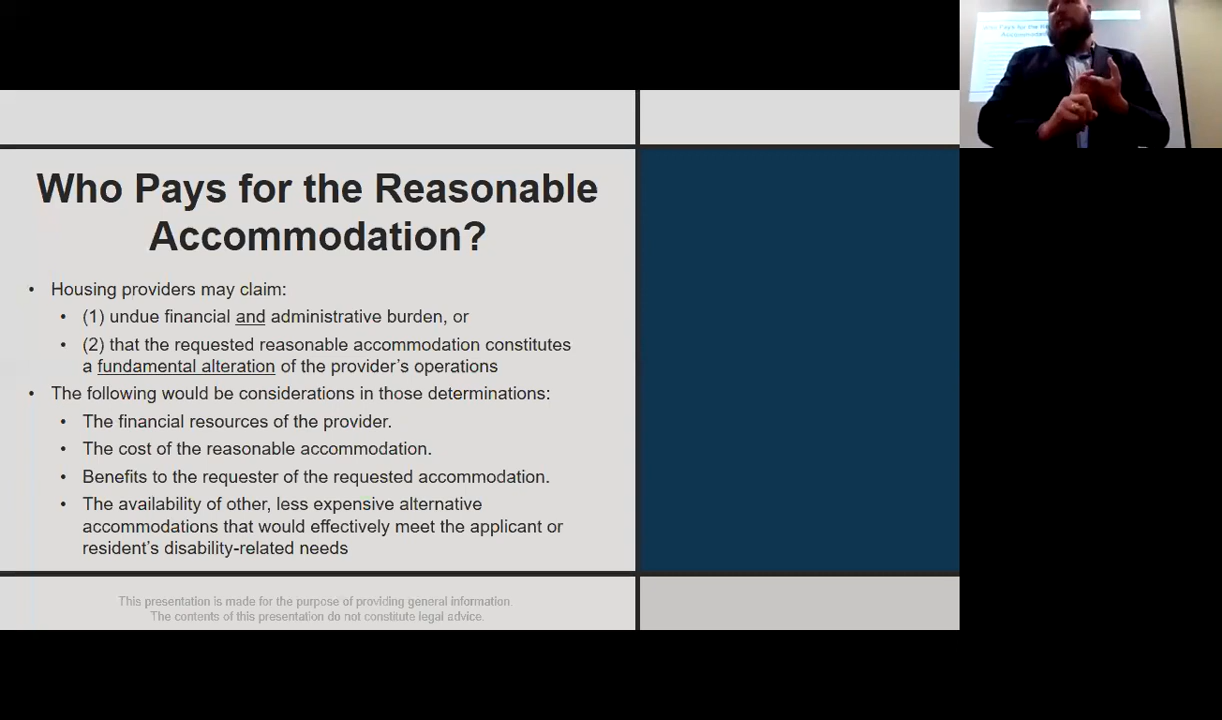 Who Pays for the Reasonable
Accommodation?
• Housing providers may claim:
• (1) undue financial and administrative burden, or
• (2) that the requested reasonable accommodation constitutes
a fundamental alteration of the provider's operations
• The following would be considerations in those determinations:
• The financial resources of the provider.
• The cost of the reasonable accommodation.
• Benefits to the requester of the requested accommodation.
• The availability of other, less expensive alternative
accommodations that would effectively meet the applicant or
resident's disability-related needs
This presentation is made for the purpose of providing general information.
The contents of this presentation do not constitute legal advice.
Who Pays for the